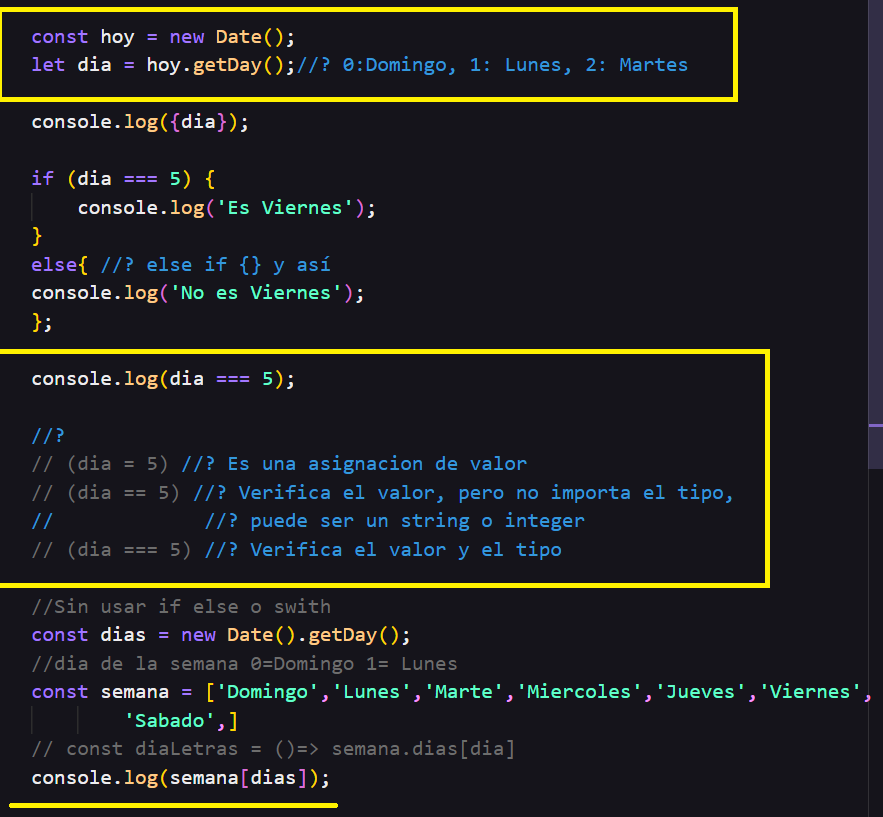 const hoy = new Date();
let dia = hoy.getDay();//? 0:Domingo, 1: Lunes, 2: Martes
console.log({dia});
if (dia === 5) {
console.log('Es Viernes');
}
else{ //? else if {} y así
console.log('No es Viernes');
};
console.log(dia === 5);
//?
// (dia = 5) //? Es una asignacion de valor
// (dia == 5) //? Verifica el valor, pero no importa el tipo,
// //? puede ser un string o integer
// (dia === 5) //? Verifica el valor y el tipo
//Sin usar if else o swith
const dias = new Date().getDay();
//dia de la semana 0=Domingo 1= Lunes
const semana = ['Domingo','Lunes','Marte','Miercoles','Jueves','Viernes',
'Sabado',]
// const diaLetras = ()=> semana.dias[dia]
console.log(semana[dias]);